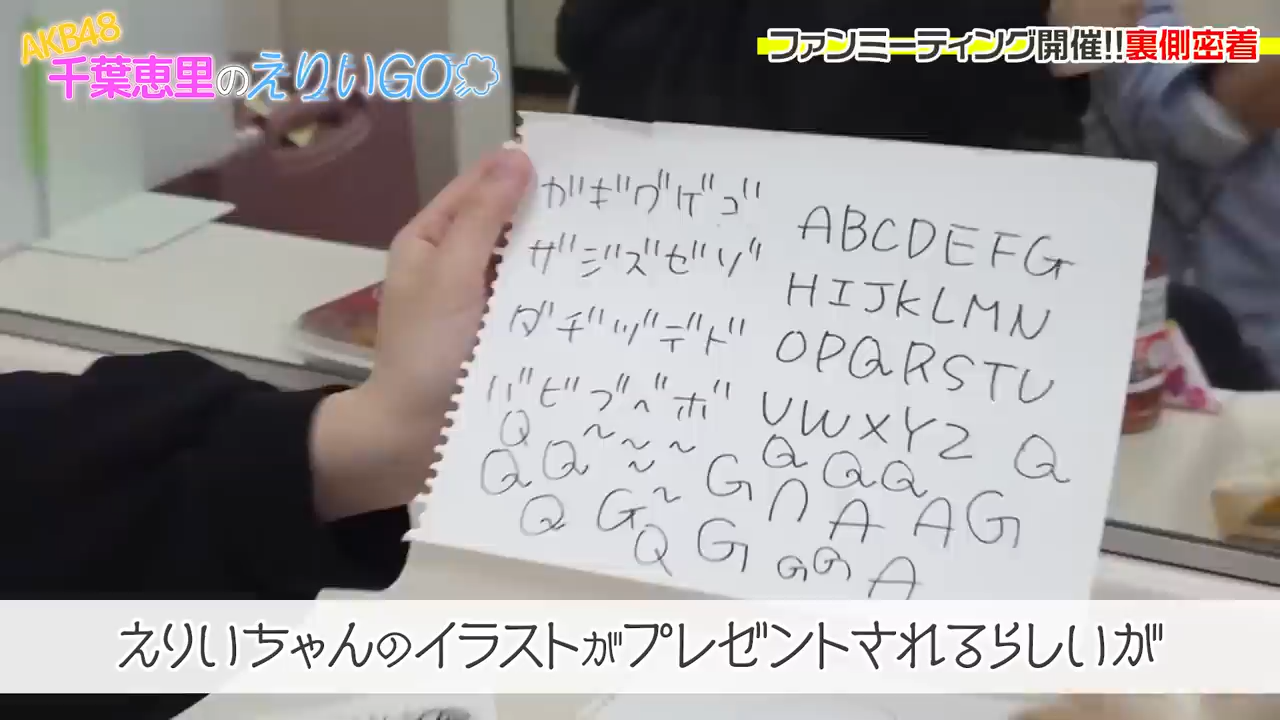 AKB48
千葉恵里のえりいGO
ファンミーティング開催!!裏側密着
ガギグゲゴ
ザジズゼゾ
ダヂヅデド
バビブベボ
ABCDEFG
HIJKLMN
OPQRSTU
VWXYZ Q
Q ~ ~ ~ Q Q Q
Q Q ~ G ∩ A A G
Q G ~ Q G G G A
えりいちゃんのイラストがプレゼントされるらしいが